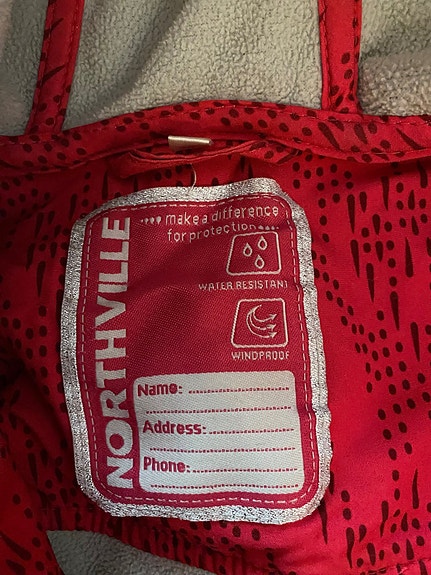 NORTHVILLE
make a difference
for protection
WATER RESISTANT
WINDPROOF
Name:
Address:
Phone: